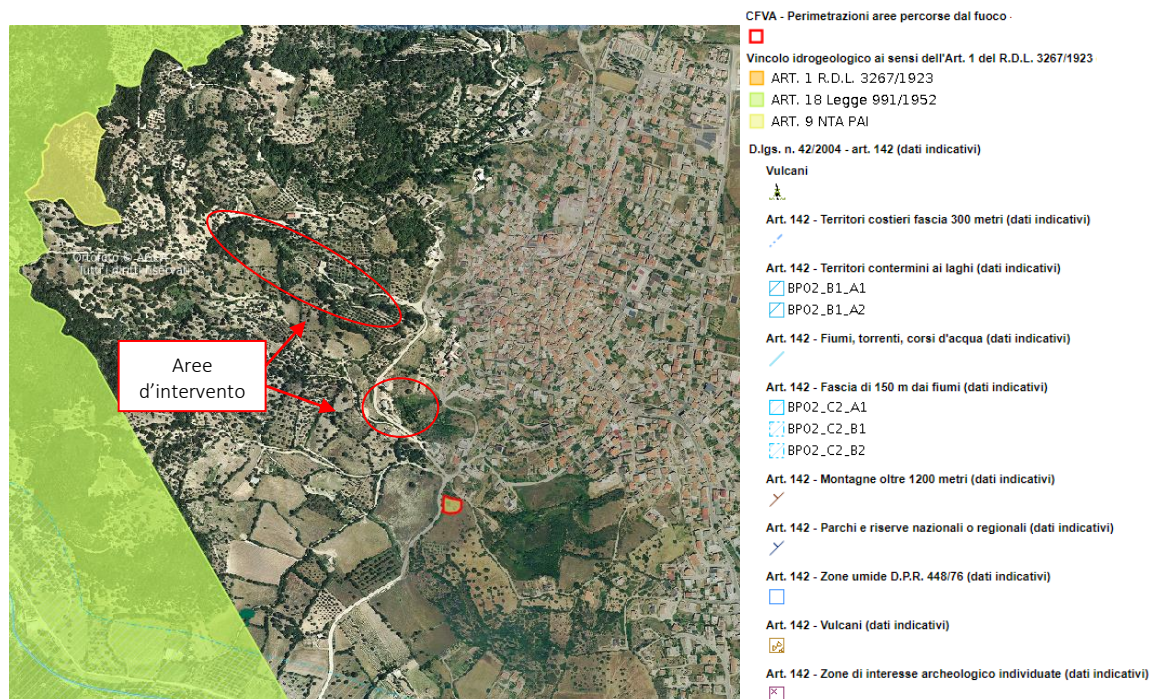 Ortofoto © AGEA
Tutti i diritti riservati
Aree
d'intervento
CFVA - Perimetrazioni aree percorse dal fuoco
Vincolo idrogeologico ai sensi dell'Art. 1 del R.D.L. 3267/1923
ART. 1 R.D.L. 3267/1923
ART. 18 Legge 991/1952
ART. 9 NTA PAI
D.lgs. n. 42/2004 - art. 142 (dati indicativi)
Vulcani
Art. 142 - Territori costieri fascia 300 metri (dati indicativi)
Art. 142 - Territori contermini ai laghi (dati indicativi)
BP02_B1_A1
BP02_B1_A2
Art. 142 - Fiumi, torrenti, corsi d'acqua (dati indicativi)
Art. 142 - Fascia di 150 m dai fiumi (dati indicativi)
BP02_C2_A1
BP02_C2_B1
BP02_C2_B2
Art. 142 - Montagne oltre 1200 metri (dati indicativi)
Art. 142 - Parchi e riserve nazionali o regionali (dati indicativi)
Art. 142 - Zone umide D.P.R. 448/76 (dati indicativi)
Art. 142 - Vulcani (dati indicativi)
Art. 142 - Zone di interesse archeologico individuate (dati indicativi)